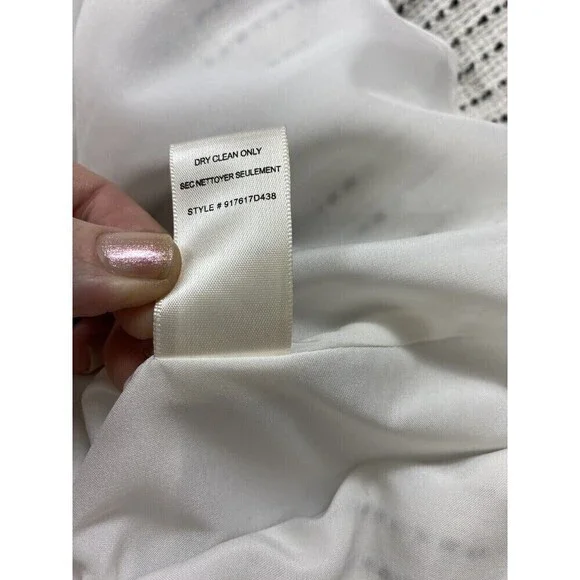 DRY CLEAN ONLY
SEC NETTOYER SEULEMENT
STYLE # 917617D438